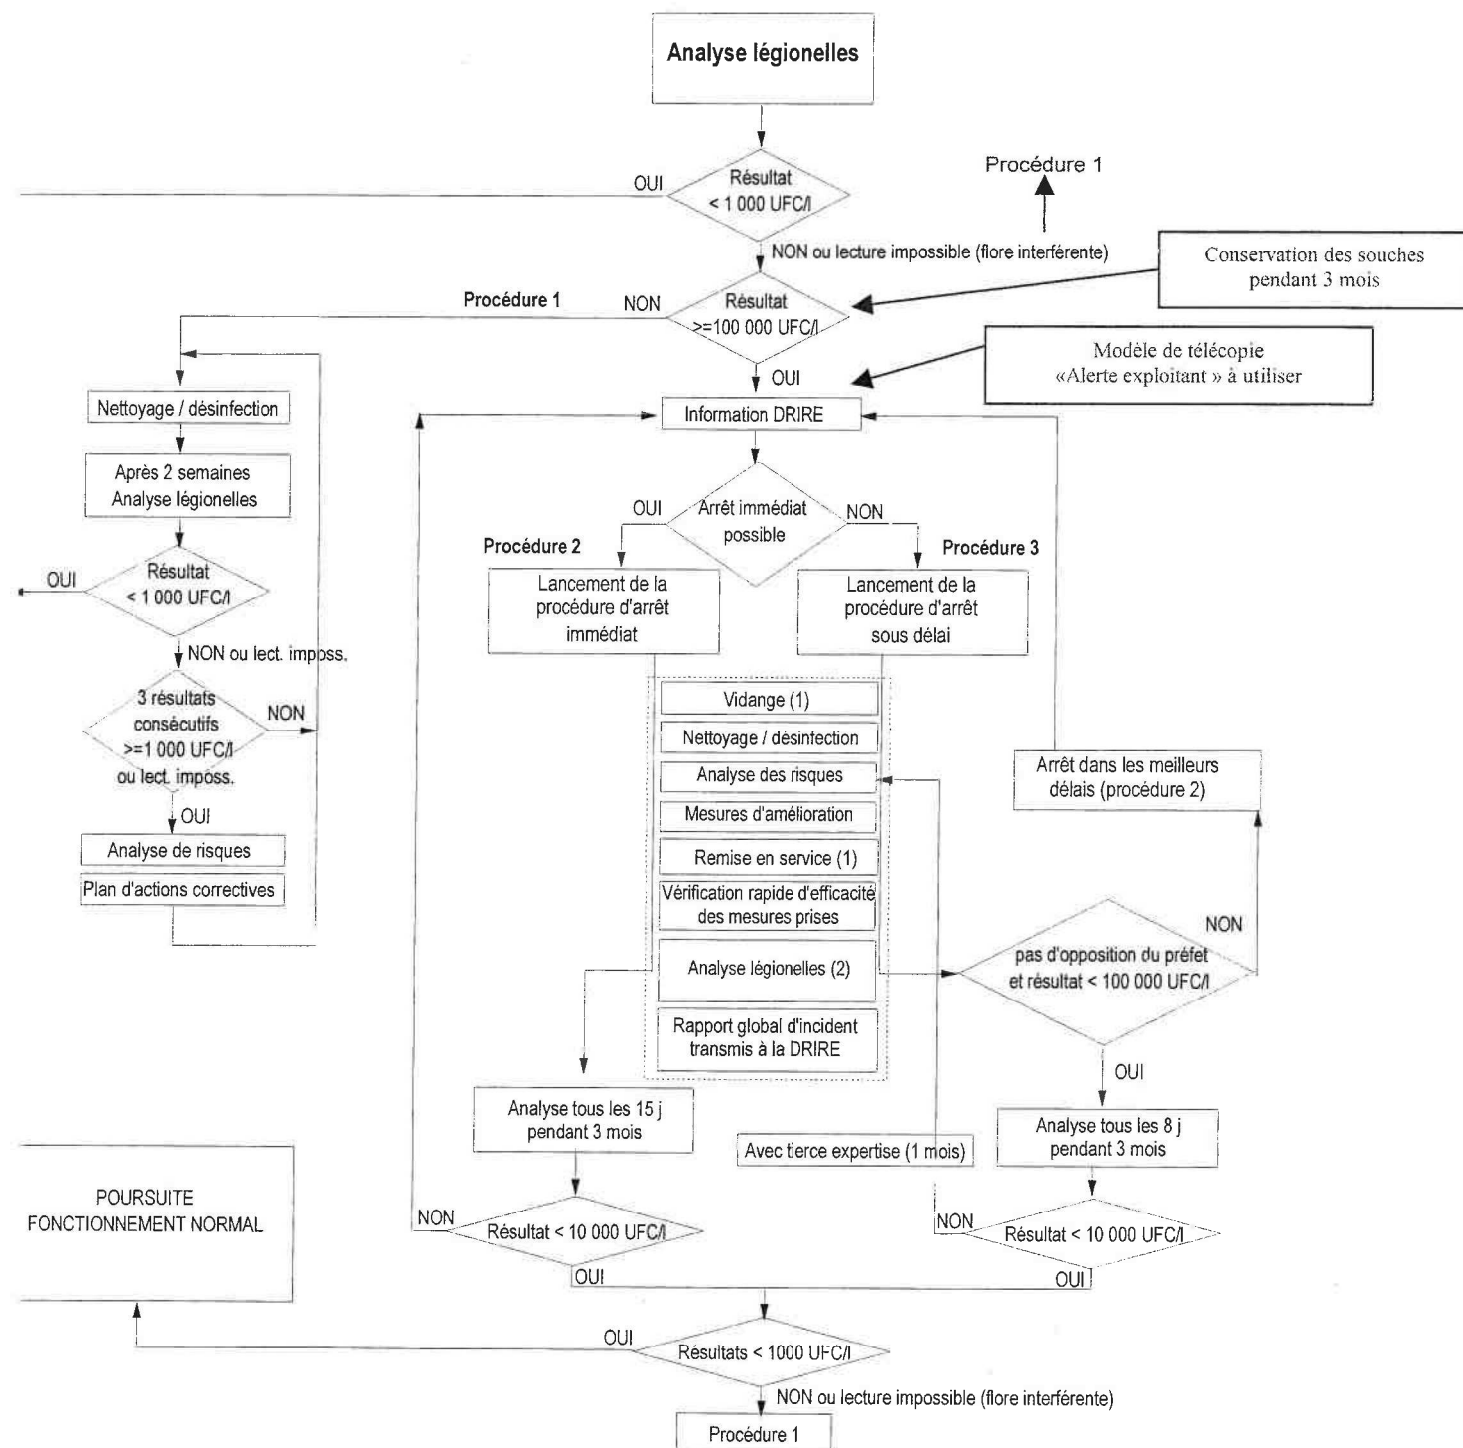 Analyse légionelles
Résultat
< 1 000 UFC/l
OUI
Procédure 1
NON ou lecture impossible (flore interférente)
Conservation des souches
pendant 3 mois
Procédure 1
NON
Résultat
>=100 000 UFC/l
OUI
Modèle de télécopie
«Alerte exploitant » à utiliser
Information DRIRE
Nettoyage / désinfection
Après 2 semaines
Analyse légionelles
OUI
Résultat
< 1 000 UFC/l
NON ou lect. imposs.
3 résultats
consécutifs
>=1 000 UFC/l
ou lect. imposs.
NON
OUI
Analyse de risques
Plan d'actions correctives
OUI
Arrêt immédiat
possible
NON
Procédure 2
Procédure 3
Lancement de la
procédure d'arrêt
immédiat
Lancement de la
procédure d'arrêt
sous délai
Vidange (1)
Nettoyage / désinfection
Analyse des risques
Mesures d'amélioration
Remise en service (1)
Vérification rapide d'efficacité
des mesures prises
Analyse légionelles (2)
Rapport global d'incident
transmis à la DRIRE
Arrêt dans les meilleurs
délais (procédure 2)
NON
pas d'opposition du préfet
et résultat < 100 000 UFC/l
OUI
Analyse tous les 15 j
pendant 3 mois
Avec tierce expertise (1 mois)
Analyse tous les 8 j
pendant 3 mois
POURSUITE
FONCTIONNEMENT NORMAL
NON
Résultat < 10 000 UFC/l
OUI
NON
Résultat < 10 000 UFC/l
OUI
OUI
Résultats < 1000 UFC/l
NON ou lecture impossible (flore interférente)
Procédure 1